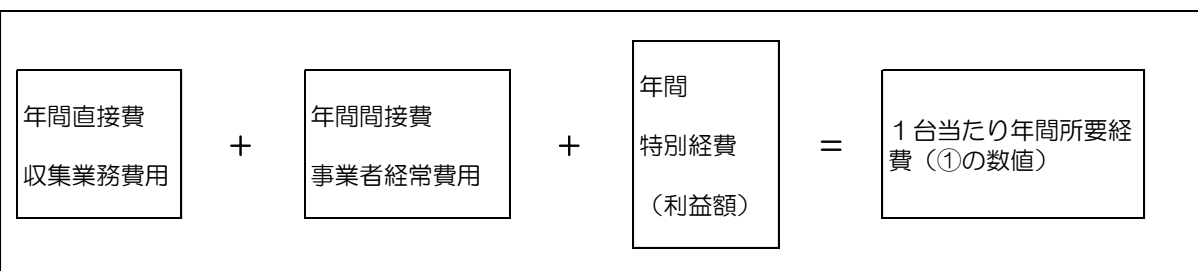 年間直接費
収集業務費用
＋
年間間接費
事業者経常費用
＋
年間
特別経費
（利益額）
＝
１台当たり年間所要経
費（①の数値）